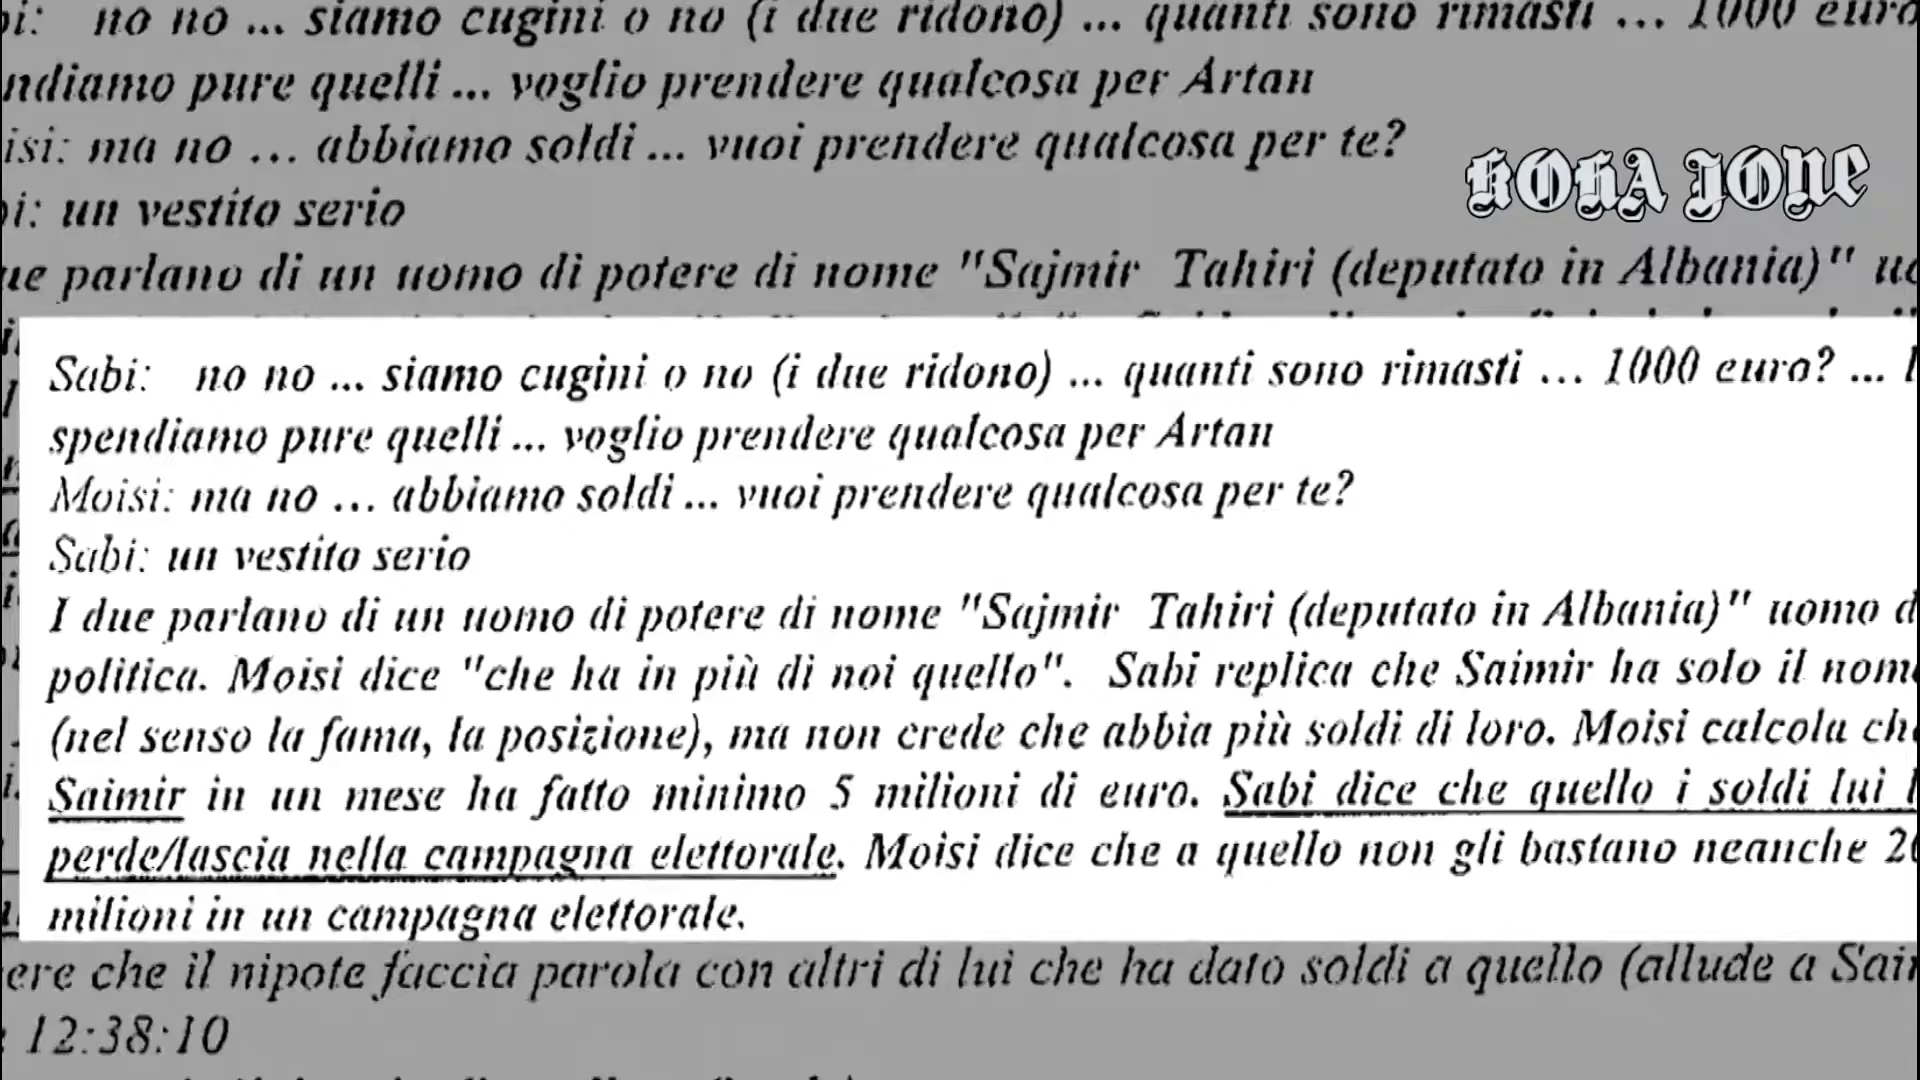 no no ... siamo cugini o no (i due ridono) ... quanti sono rimasti ... 1000 euro
ndiamo pure quelli ... voglio prendere qualcosa per Artan
isi: ma no ... abbiamo soldi ... vuoi prendere qualcosa per te?
KOHA JONE
i: un vestito serio
ue parlano di un uomo di potere di nome "Sajmir Tahiri (deputato in Albania)"
Sabi: no no ... siamo cugini o no (i due ridono) ... quanti sono rimasti ... 1000 euro? ...
spendiamo pure quelli ... voglio prendere qualcosa per Artan
Moisi: ma no ... abbiamo soldi ... vuoi prendere qualcosa per te?
Sabi: un vestito serio
I due parlano di un uomo di potere di nome "Sajmir Tahiri (deputato in Albania)" uomo d
politica. Moisi dice "che ha in più di noi quello". Sabi replica che Saimir ha solo il nom
(nel senso la fama, la posizione), ma non crede che abbia più soldi di loro. Moisi calcola ch
Saimir in un mese ha fatto minimo 5 milioni di euro. Sabi dice che quello i soldi lui
perde/lascia nella campagna elettorale. Moisi dice che a quello non gli bastano neanche
milioni in un campagna elettorale.
ere che il nipote faccia parola con altri di lui che ha dato soldi a quello (allude a Sai
12:38:10